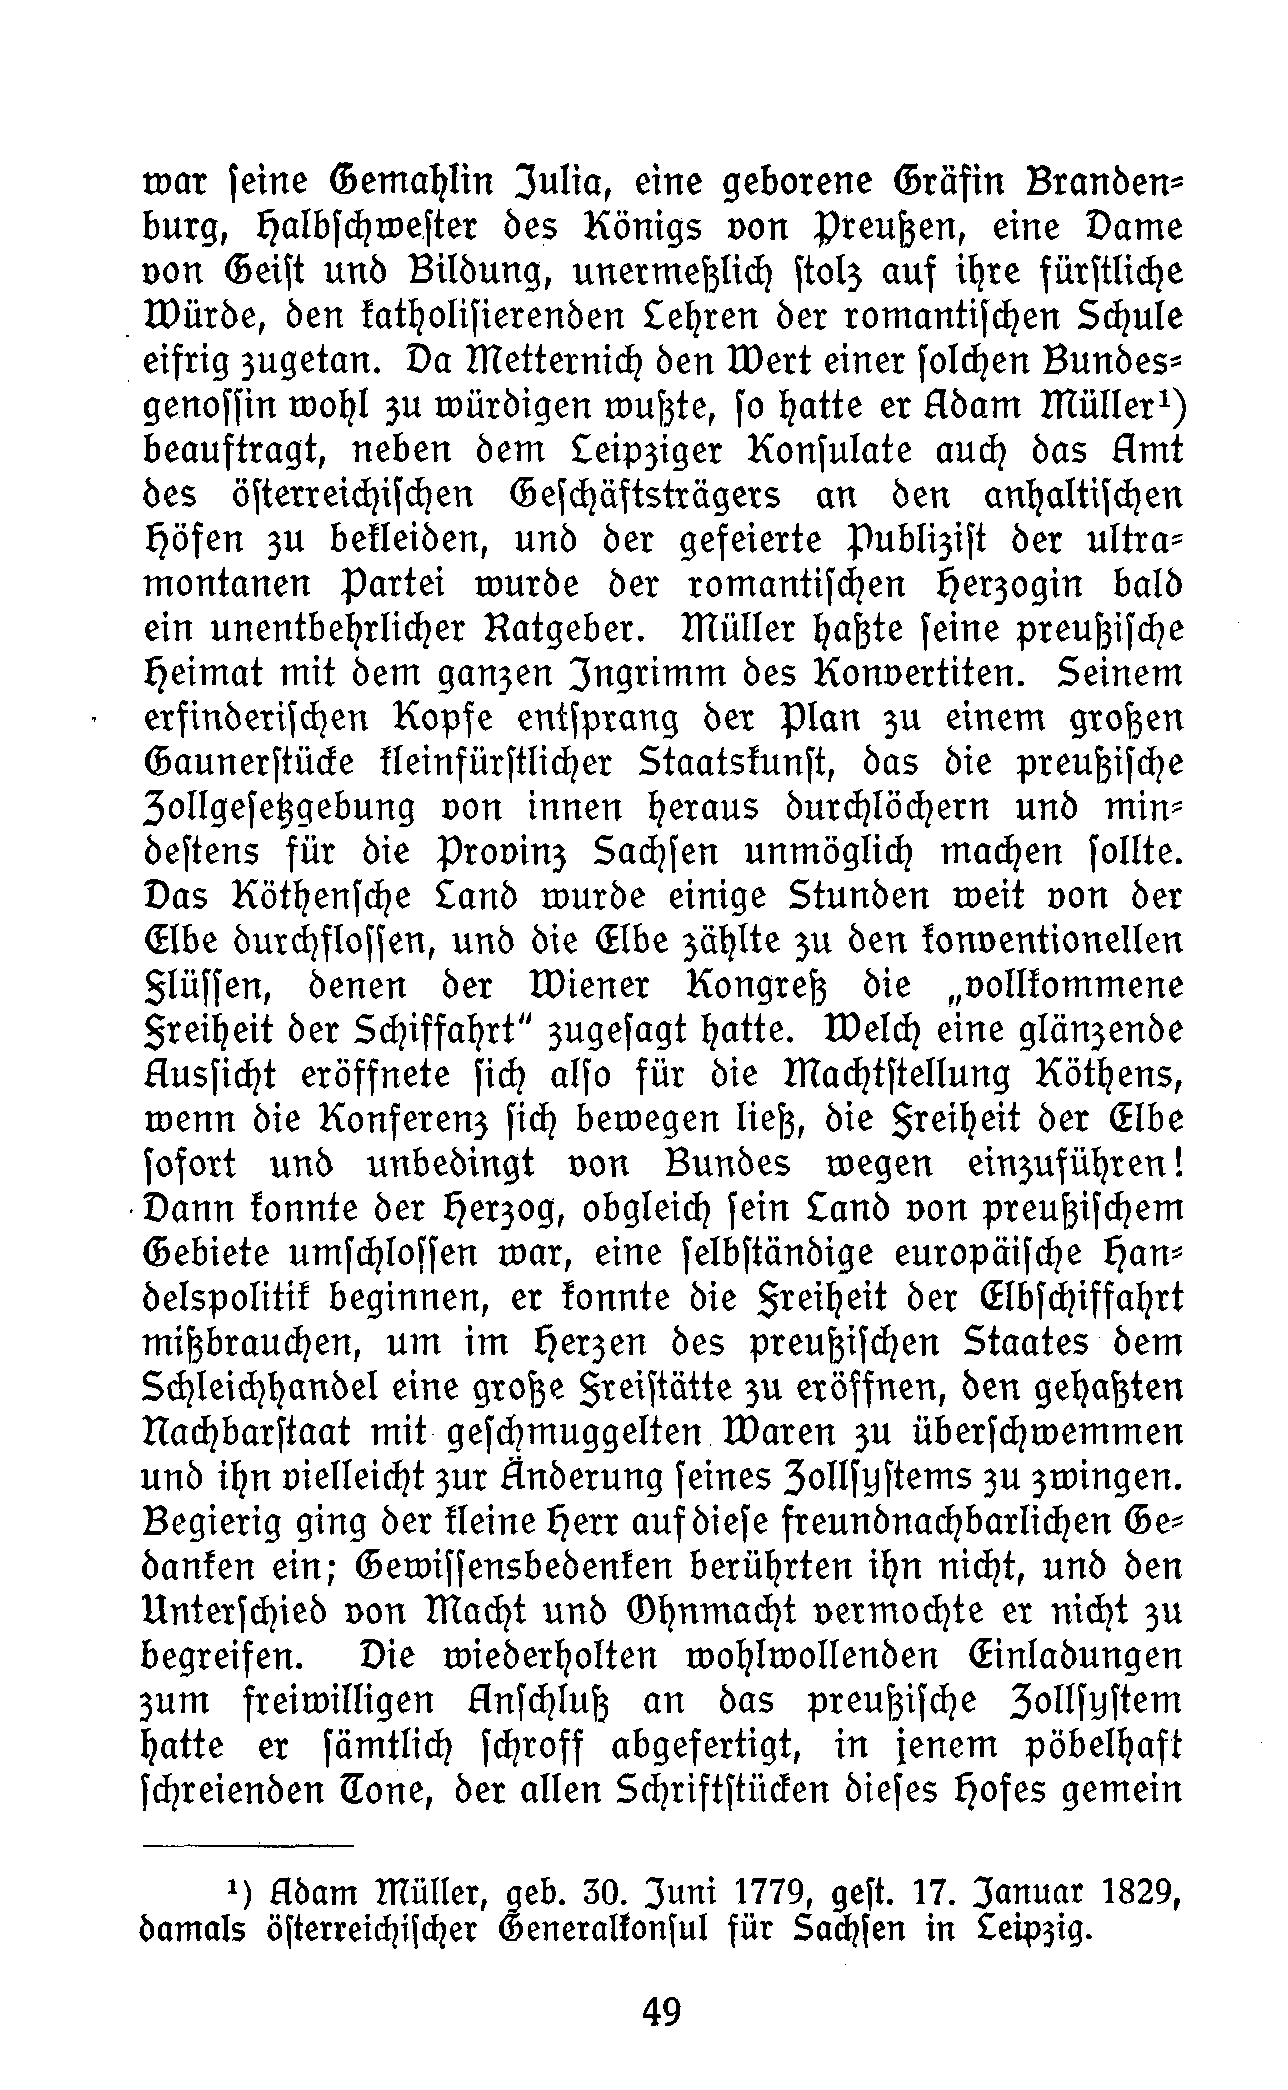 war seine Gemahlin Julia, eine geborene Gräfin Branden-
burg, Halbschwester des Königs von Preußen, eine Dame
von Geist und Bildung, unermeßlich stolz auf ihre fürstliche
Würde, den katholisierenden Lehren der romantischen Schule
eifrig zugetan. Da Metternich den Wert einer solchen Bundes-
genossin wohl zu würdigen wußte, so hatte er Adam Müller¹)
beauftragt, neben dem Leipziger Konsulate auch das Amt
des österreichischen Geschäftsträgers an den anhaltischen
Höfen zu bekleiden, und der gefeierte Publizist der ultra-
montanen Partei wurde der romantischen Herzogin bald
ein unentbehrlicher Ratgeber. Müller haßte seine preußische
Heimat mit dem ganzen Ingrimm des Konvertiten. Seinem
erfinderischen Kopfe entsprang der Plan zu einem großen
Gaunerstücke kleinfürstlicher Staatskunst, das die preußische
Zollgesetzgebung von innen heraus durchlöchern und min-
destens für die Provinz Sachsen unmöglich machen sollte.
Das Köthensche Land wurde einige Stunden weit von der
Elbe durchflossen, und die Elbe zählte zu den konventionellen
Flüssen, denen der Wiener Kongreß die „vollkommene
Freiheit der Schiffahrt" zugesagt hatte. Welch eine glänzende
Aussicht eröffnete sich also für die Machtstellung Köthens,
wenn die Konferenz sich bewegen ließ, die Freiheit der Elbe
sofort und unbedingt von Bundes wegen einzuführen!
Dann konnte der Herzog, obgleich sein Land von preußischem
Gebiete umschlossen war, eine selbständige europäische Han-
delspolitik beginnen, er konnte die Freiheit der Elbschiffahrt
mißbrauchen, um im Herzen des preußischen Staates dem
Schleichhandel eine große Freistätte zu eröffnen, den gehaßten
Nachbarstaat mit geschmuggelten Waren zu überschwemmen
und ihn vielleicht zur Änderung seines Zollsystems zu zwingen.
Begierig ging der kleine Herr auf diese freundnachbarlichen Ge-
danken ein; Gewissensbedenken berührten ihn nicht, und den
Unterschied von Macht und Ohnmacht vermochte er nicht zu
begreifen. Die wiederholten wohlwollenden Einladungen
zum freiwilligen Anschluß an das preußische Zollsystem
hatte er sämtlich schroff abgefertigt, in jenem pöbelhaft
schreienden Tone, der allen Schriftstücken dieses Hofes gemein
¹) Adam Müller, geb. 30. Juni 1779, gest. 17. Januar 1829,
damals österreichischer Generalkonsul für Sachsen in Leipzig.
49